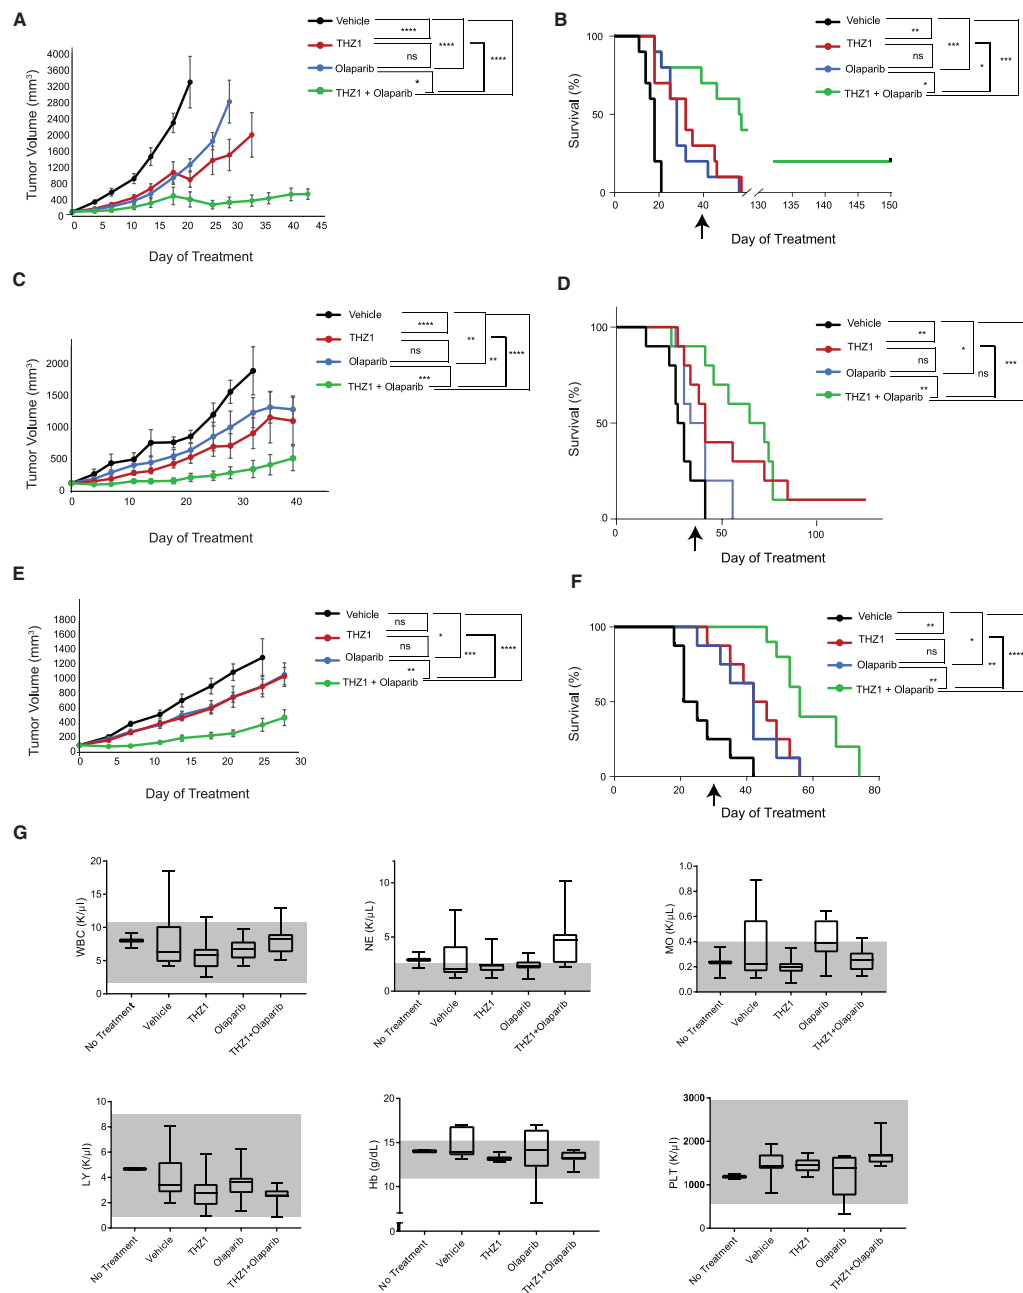 A
Tumor Volume (mm³)
4000
3600
3200
2800
2400
2000
1600
1200
800
400
0
0 5 10 15 20 25 30 35 40 45
Day of Treatment
Vehicle
THZ1
Olaparib
THZ1 + Olaparib
****
ns
*
****
****
B
Survival (%)
100
50
0
0 20 40 60 130 135 140 145 150
Day of Treatment
Vehicle
THZ1
Olaparib
THZ1 + Olaparib
**
ns
*
***
*
***
C
Tumor Volume (mm³)
2000
1500
1000
500
0
0 10 20 30 40
Day of Treatment
Vehicle
THZ1
Olaparib
THZ1 + Olaparib
****
ns
***
**
**
****
D
Survival (%)
100
50
0
0 50 100
Day of Treatment
Vehicle
THZ1
Olaparib
THZ1 + Olaparib
**
ns
**
*
ns
***
E
Tumor Volume (mm³)
1800
1600
1400
1200
1000
800
600
400
200
0
0 5 10 15 20 25 30
Day of Treatment
Vehicle
THZ1
Olaparib
THZ1 + Olaparib
ns
ns
**
*
***
****
F
Survival (%)
100
50
0
0 20 40 60 80
Day of Treatment
Vehicle
THZ1
Olaparib
THZ1 + Olaparib
**
ns
**
*
**
****
G
WBC (K/µl)
20
15
10
5
0
No Treatment
Vehicle
THZ1
Olaparib
THZ1+Olaparib
NE (K/µL)
10
5
0
No Treatment
Vehicle
THZ1
Olaparib
THZ1+Olaparib
MO (K/µL)
1.0
0.8
0.6
0.4
0.2
0.0
No Treatment
Vehicle
THZ1
Olaparib
THZ1+Olaparib
LY (K/µl)
10
8
6
4
2
0
No Treatment
Vehicle
THZ1
Olaparib
THZ1+Olaparib
Hb (g/dL)
20
15
10
5
0
No Treatment
Vehicle
THZ1
Olaparib
THZ1+Olaparib
PLT (K/µl)
3000
2000
1000
0
No Treatment
Vehicle
THZ1
Olaparib
THZ1+Olaparib